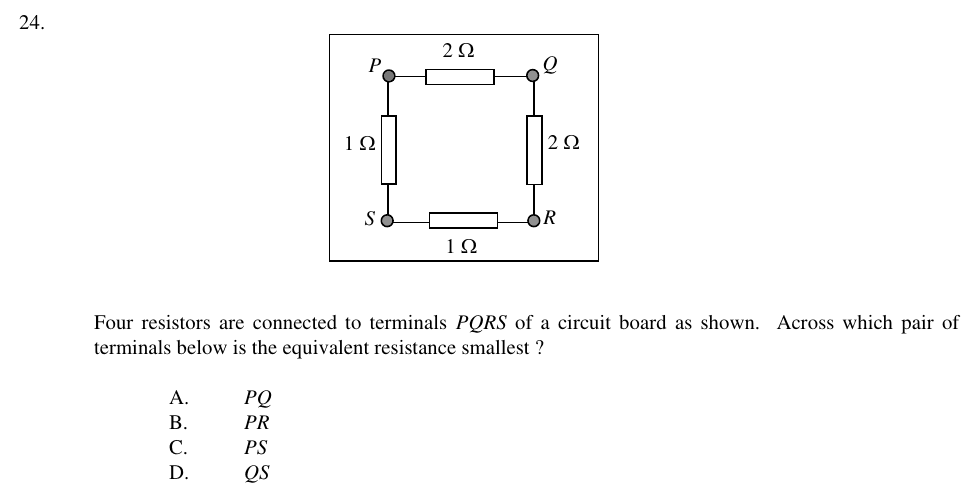 24.
2 Ω
P
Q
1 Ω
2 Ω
S
R
1 Ω
Four resistors are connected to terminals PQRS of a circuit board as shown. Across which pair of
terminals below is the equivalent resistance smallest ?
A. PQ
B. PR
C. PS
D. QS